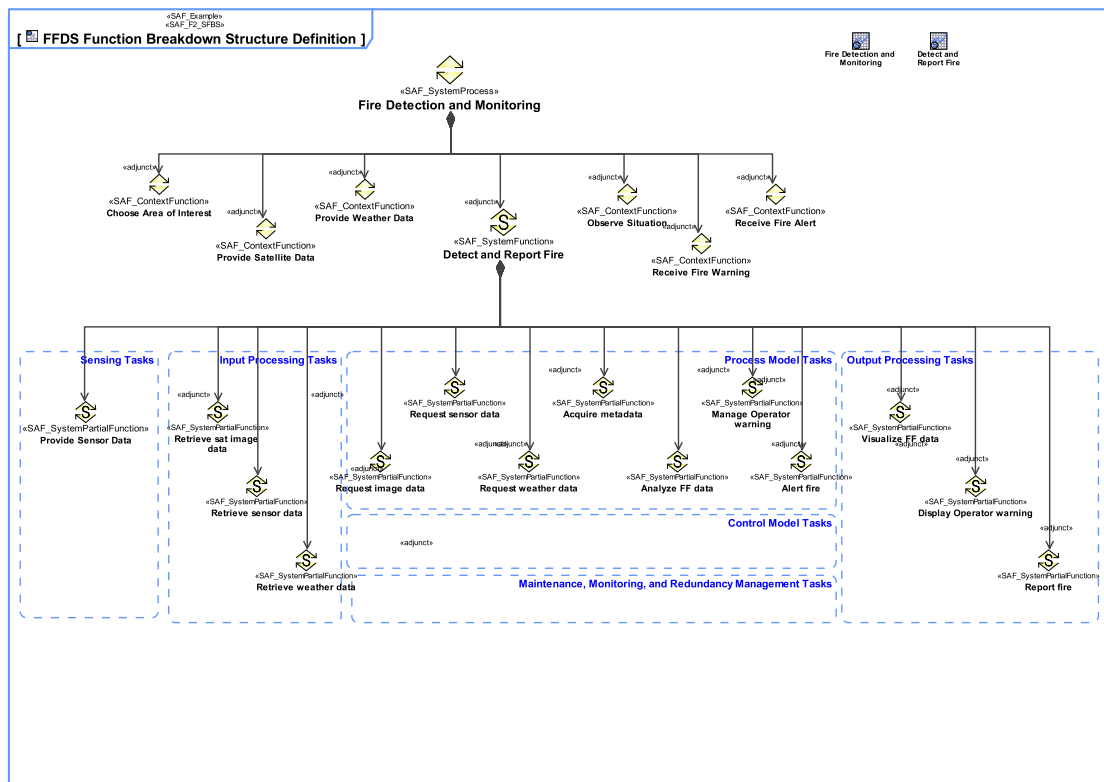 «SAF_Example»
«SAF_F2_SFBS»
[ FFDS Function Breakdown Structure Definition ]
Fire Detection and
Monitoring
Detect and
Report Fire
«SAF_SystemProcess»
Fire Detection and Monitoring
«adjunct»
«SAF_ContextFunction»
Choose Area of Interest
«adjunct»
«SAF_ContextFunction»
Provide Satellite Data
«adjunct»
«SAF_ContextFunction»
Provide Weather Data
«adjunct»
«SAF_SystemFunction»
Detect and Report Fire
«adjunct»
«SAF_ContextFunction»
Observe Situation
«adjunct»
«SAF_ContextFunction»
Receive Fire Warning
«adjunct»
«SAF_ContextFunction»
Receive Fire Alert
Sensing Tasks
S
«SAF_SystemPartialFunction»
Provide Sensor Data
Input Processing Tasks
«adjunct»
S
«SAF_SystemPartialFunction»
Retrieve sat image
data
S
«SAF_SystemPartialFunction»
Retrieve sensor data
«adjunct»
S
«SAF_SystemPartialFunction»
Retrieve weather data
Process Model Tasks
S
«SAF_SystemPartialFunction»
Request sensor data
«adjunct»
S
«SAF_SystemPartialFunction»
Acquire metadata
«adjunct»
«adjunct»
S
«SAF_SystemPartialFunction»
Manage Operator
warning
«adjunct»
S
«SAF_SystemPartialFunction»
Request image data
«adjunct»
«adjunct»
S
«SAF_SystemPartialFunction»
Request weather data
S
«SAF_SystemPartialFunction»
Analyze FF data
«adjunct»
S
«SAF_SystemPartialFunction»
Alert fire
Control Model Tasks
«adjunct»
Maintenance, Monitoring, and Redundancy Management Tasks
Output Processing Tasks
«adjunct»
S
«SAF_SystemPartialFunction»
Visualize FF data
«adjunct»
«adjunct»
S
«SAF_SystemPartialFunction»
Display Operator warning
«adjunct»
S
«SAF_SystemPartialFunction»
Report fire